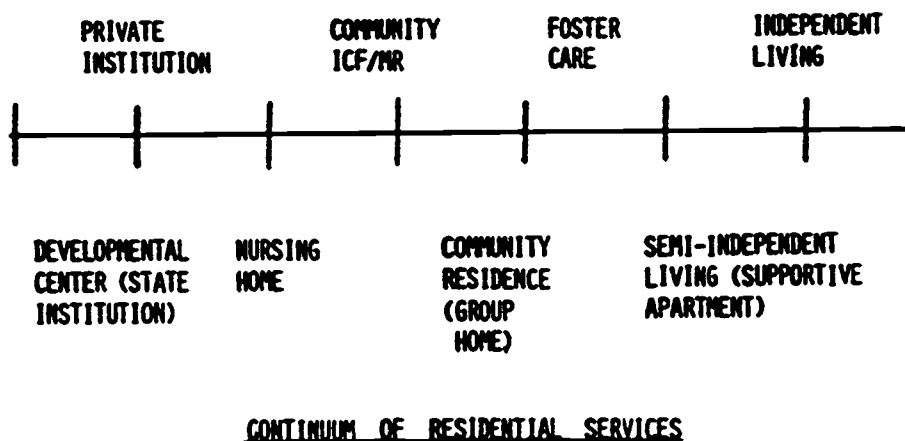 PRIVATE
INSTITUTION
COMMUNITY
ICF/MR
FOSTER
CARE
INDEPENDENT
LIVING
DEVELOPMENTAL
CENTER (STATE
INSTITUTION)
NURSING
HOME
COMMUNITY
RESIDENCE
(GROUP
HOME)
SEMI-INDEPENDENT
LIVING (SUPPORTIVE
APARTMENT)
CONTINUUM OF RESIDENTIAL SERVICES